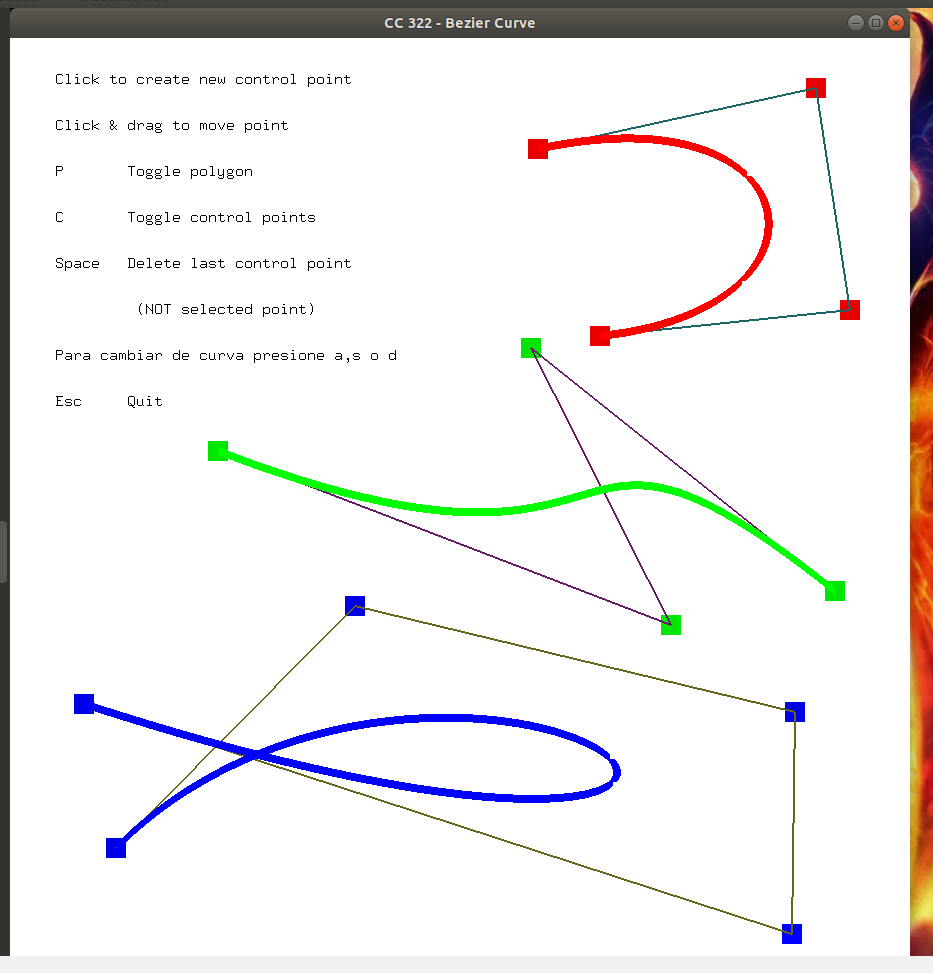 CC 322 - Bezier Curve
Click to create new control point
Click & drag to move point
P Toggle polygon
C Toggle control points
Space Delete last control point
(NOT selected point)
Para cambiar de curva presione a,s o d
Esc Quit